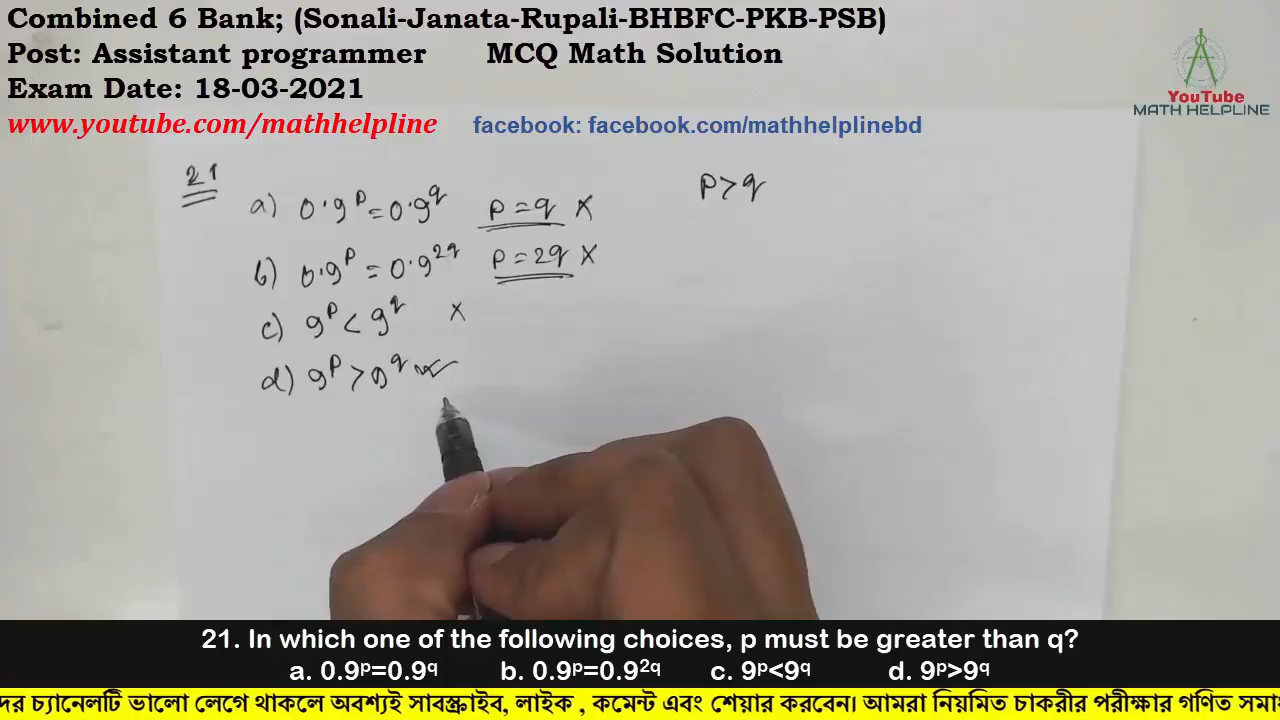 Combined 6 Bank; (Sonali-Janata-Rupali-BHBFC-PKB-PSB)
Post: Assistant programmer MCQ Math Solution
Exam Date: 18-03-2021
www.youtube.com/mathhelpline facebook: facebook.com/mathhelplinebd
YouTube
MATH HELPLINE
21
a) 0.9ᵖ = 0.9^q p = q × p > q
b) 0.9ᵖ = 0.9^2q p = 2q ×
c) 9ᵖ < 9^q ×
d) 9ᵖ > 9^q ✓
21. In which one of the following choices, p must be greater than q?
a. 0.9ᵖ=0.9^q b. 0.9ᵖ=0.9^2q c. 9ᵖ<9^q d. 9ᵖ>9^q
দের চ্যানেলটি ভালো লেগে থাকলে অবশ্যই সাবস্ক্রাইব, লাইক , কমেন্ট এবং শেয়ার করবেন। আমরা নিয়মিত চাকরীর পরীক্ষার গণিত সমা